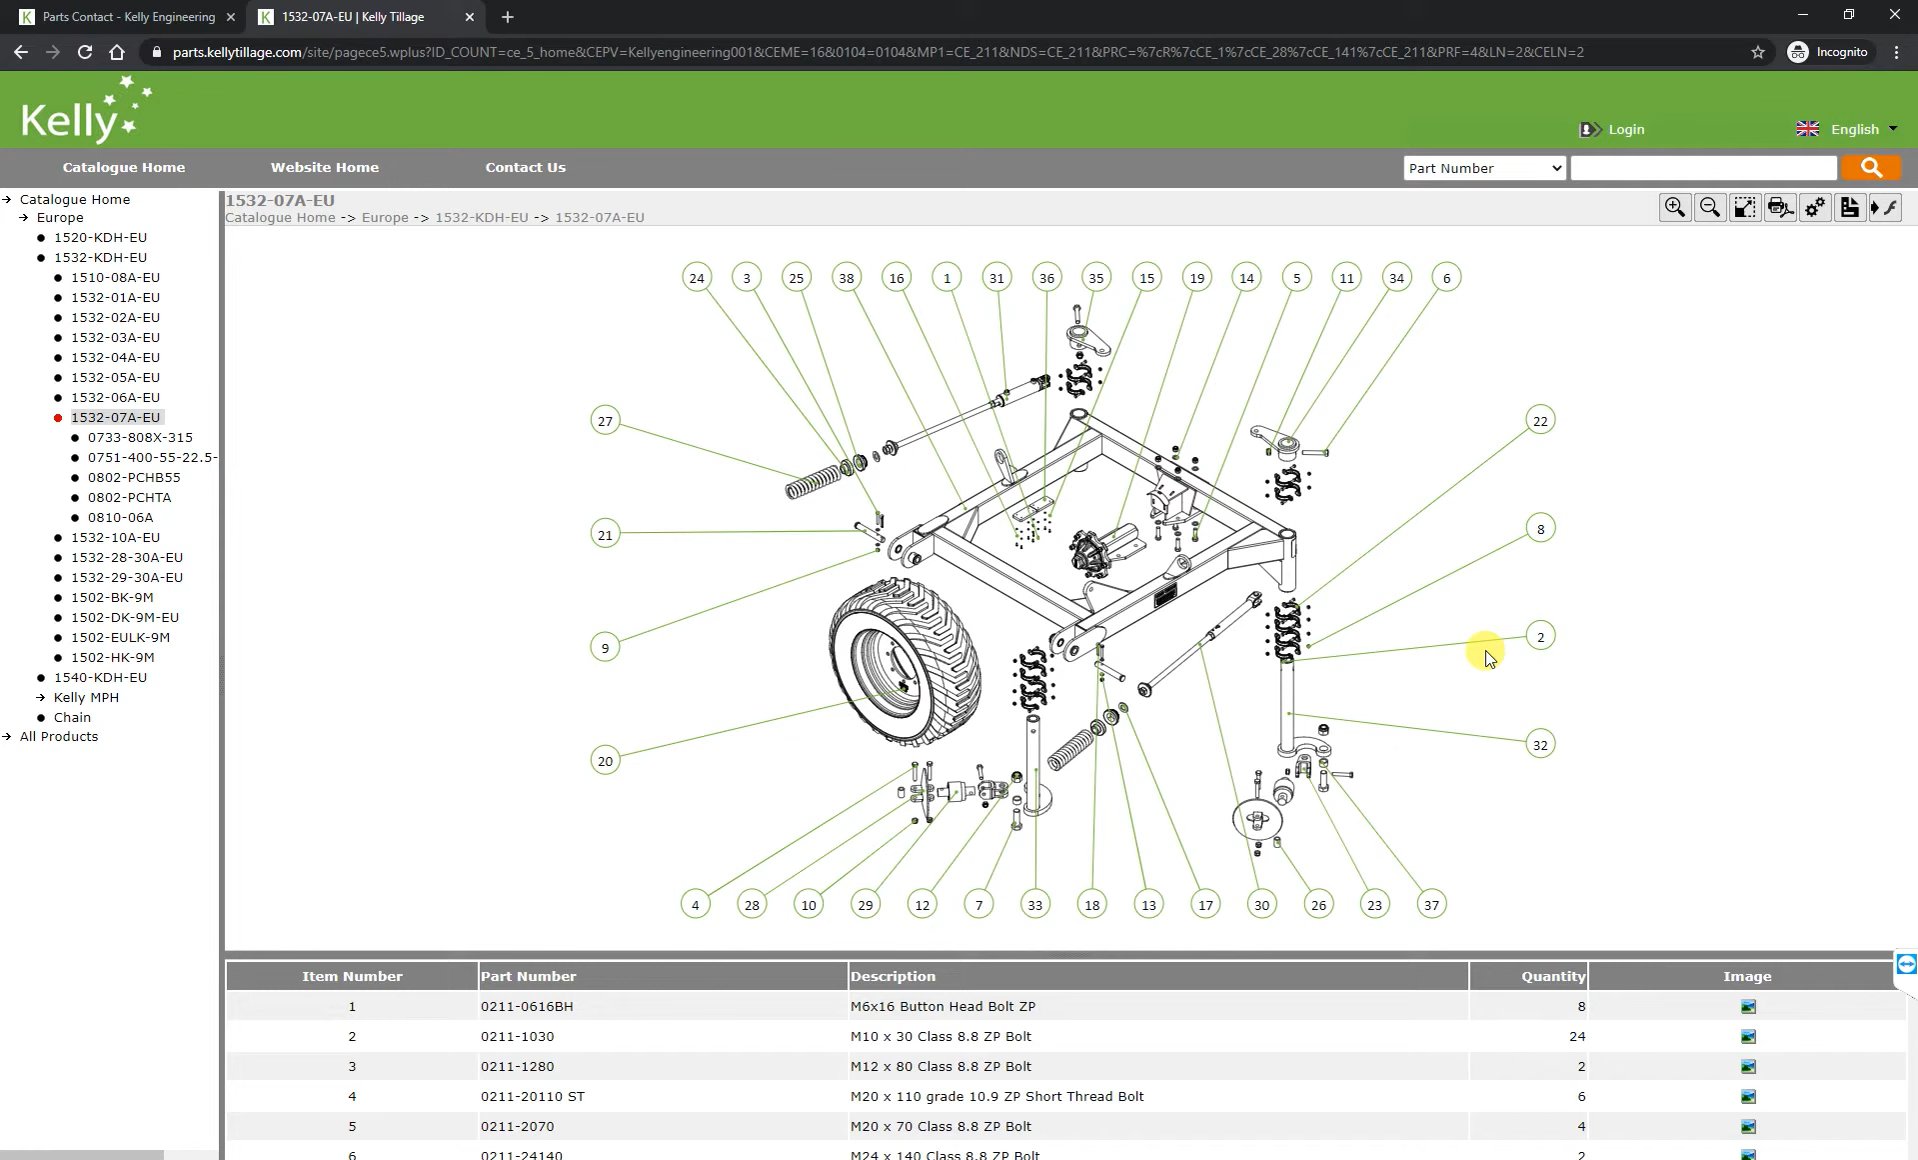 Parts Contact - Kelly Engineering
1532-07A-EU | Kelly Tillage
parts.kellytillage.com/site/pagece5.wplus?ID_COUNT=ce_5_home&CEPV=Kellyengineering001&CEME=16&0104=0104&MP1=CE_211&NDS=CE_211&PRC=%7cR%7cCE_1%7cCE_28%7cCE_141%7cCE_211&PRF=4&LN=2&CELN=2
Incognito
Kelly
Login
English
Catalogue Home
Website Home
Contact Us
Part Number
Catalogue Home
Europe
1520-KDH-EU
1532-KDH-EU
1510-08A-EU
1532-01A-EU
1532-02A-EU
1532-03A-EU
1532-04A-EU
1532-05A-EU
1532-06A-EU
1532-07A-EU
0733-808X-315
0751-400-55-22.5-
0802-PCHB55
0802-PCHTA
0810-06A
1532-10A-EU
1532-28-30A-EU
1532-29-30A-EU
1502-BK-9M
1502-DK-9M-EU
1502-EULK-9M
1502-HK-9M
1540-KDH-EU
Kelly MPH
Chain
All Products
1532-07A-EU
Catalogue Home -> Europe -> 1532-KDH-EU -> 1532-07A-EU
24 3 25 38 16 1 31 36 35 15 19 14 5 11 34 6
27
22
21
8
9
2
20
32
4 28 10 29 12 7 33 18 13 17 30 26 23 37
Item Number Part Number Description Quantity Image
1 0211-0616BH M6x16 Button Head Bolt ZP 8
2 0211-1030 M10 x 30 Class 8.8 ZP Bolt 24
3 0211-1280 M12 x 80 Class 8.8 ZP Bolt 2
4 0211-20110 ST M20 x 110 grade 10.9 ZP Short Thread Bolt 6
5 0211-2070 M20 x 70 Class 8.8 ZP Bolt 4
6 0211-24140 M24 x 140 Class 8.8 ZP Bolt 2